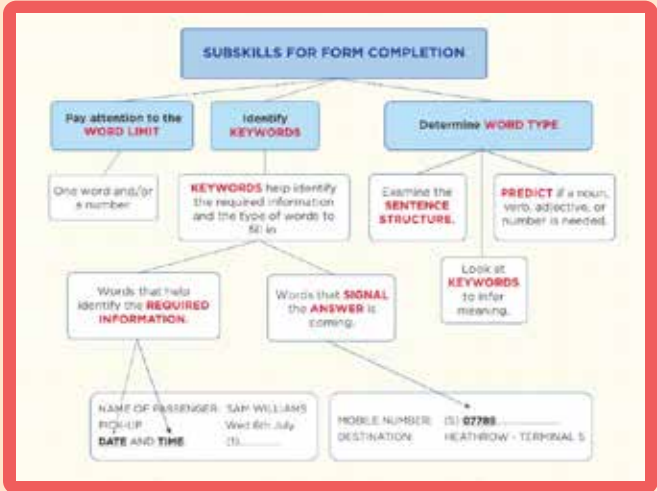 SUBSKILLS FOR FORM COMPLETION
Pay attention to the
WORD LIMIT
Identify
KEYWORDS
Determine WORD TYPE
One word and/or
a number
KEYWORDS help identify
the required information
and the type of words to
fill in
Examine the
SENTENCE
STRUCTURE.
PREDICT if a noun,
verb, adjective, or
number is needed.
Look at
KEYWORDS
to infer
meaning.
Words that help
identify the REQUIRED
INFORMATION.
Words that SIGNAL
the ANSWER is
coming.
NAME OF PASSENGER: SAM WILLIAMS
PICK-UP Wed 6th July
DATE AND TIME (1)..........
MOBILE NUMBER: (5) 07785..........
DESTINATION: HEATHROW - TERMINAL 5